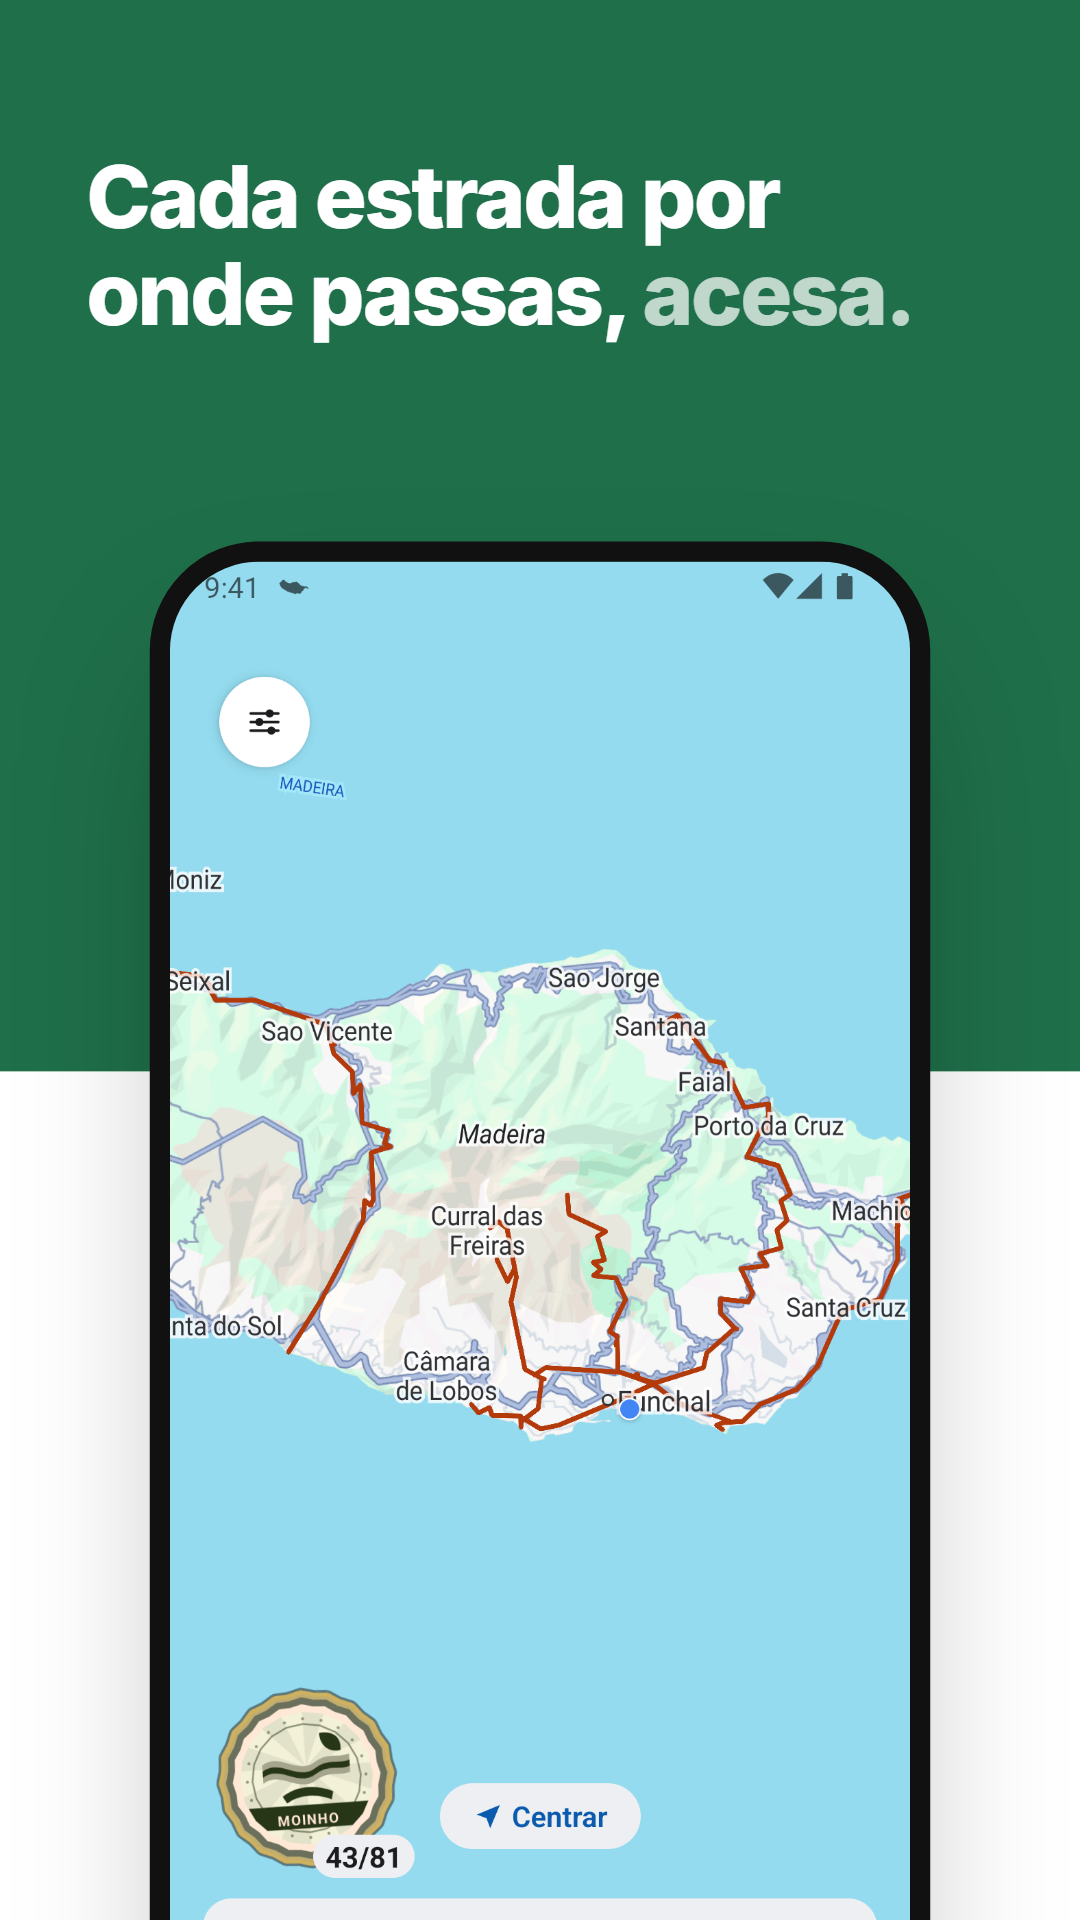 Cada estrada por
onde passas, acesa.
9:41
MADEIRA
Moniz
Seixal
Sao Jorge
Santana
Sao Vicente
Faial
Porto da Cruz
Madeira
Curral das
Freiras
Machic
Santa Cruz
nta do Sol
Câmara
de Lobos
Funchal
MOINHO
43/81
Centrar